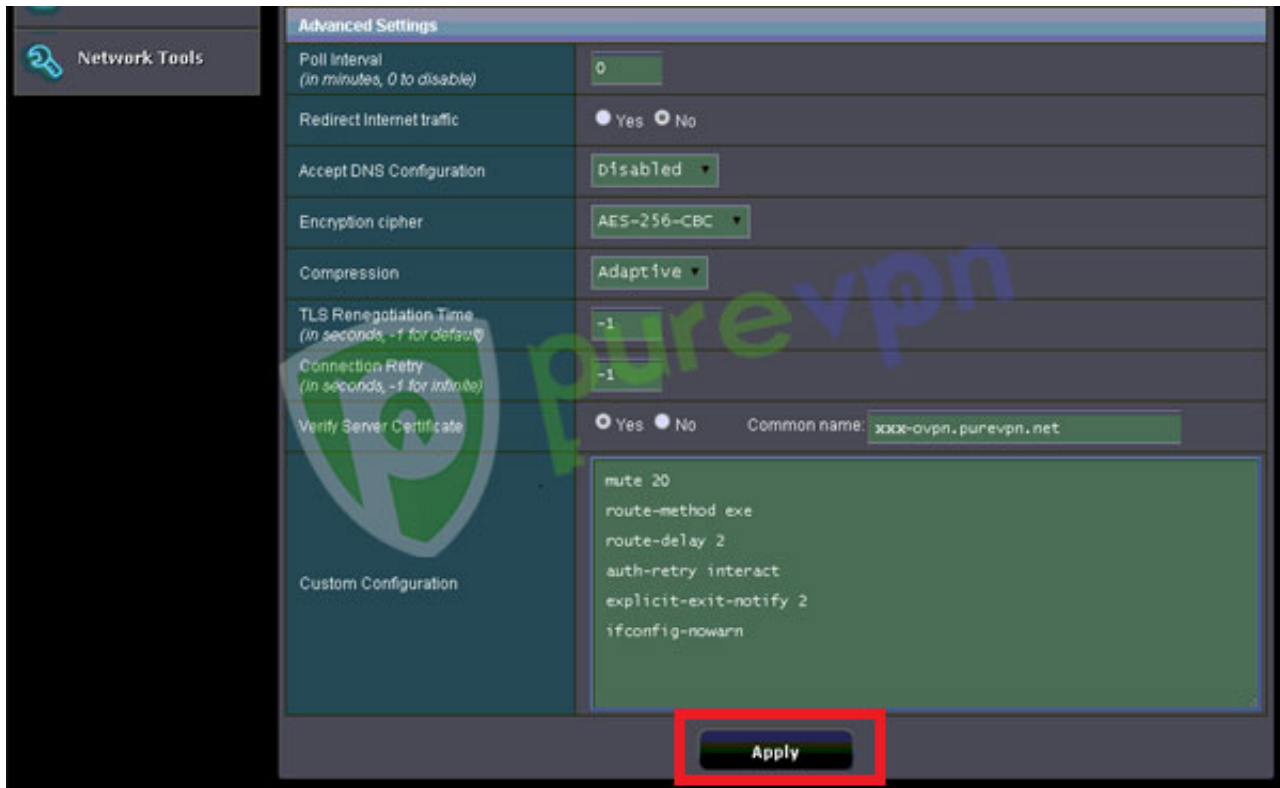 Network Tools
Advanced Settings
Poll Interval
(in minutes, 0 to disable)
0
Redirect Internet traffic
Yes No
Accept DNS Configuration
Disabled
Encryption cipher
AES-256-CBC
Compression
Adaptive
TLS Renegotiation Time
(in seconds, -1 for default)
-1
Connection Retry
(in seconds, -1 for infinite)
-1
Verify Server Certificate
Yes No Common name: xxx-ovpn.purevpn.net
Custom Configuration
mute 20
route-method exe
route-delay 2
auth-retry interact
explicit-exit-notify 2
ifconfig-nowarn
purevpn
Apply